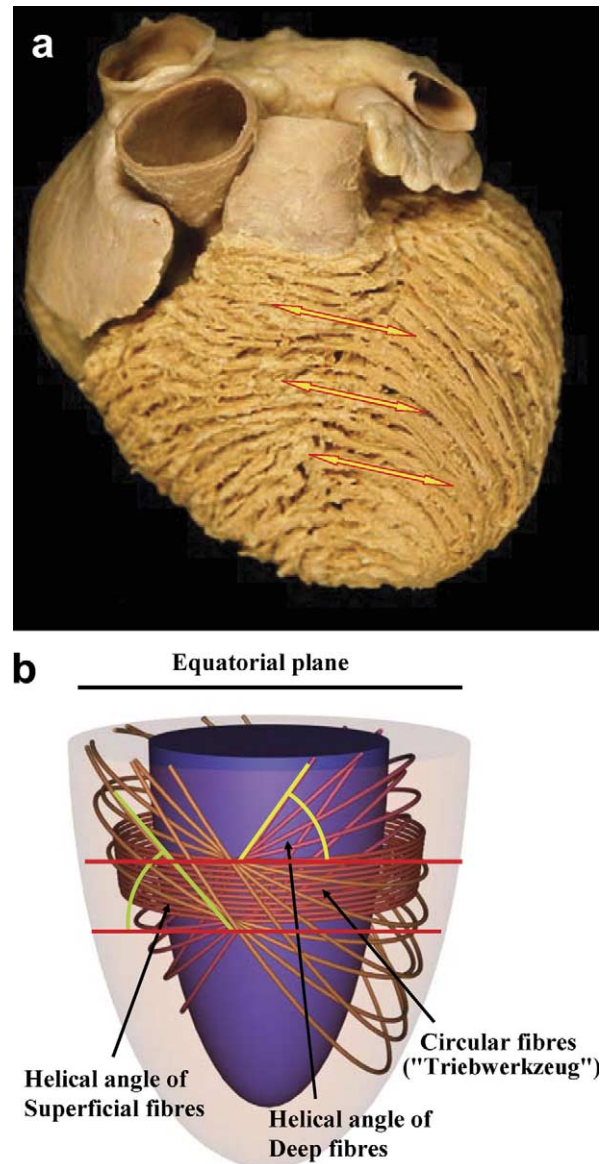 a
b
Equatorial plane
Circular fibres
("Triebwerkzeug")
Helical angle of
Superficial fibres
Helical angle of
Deep fibres